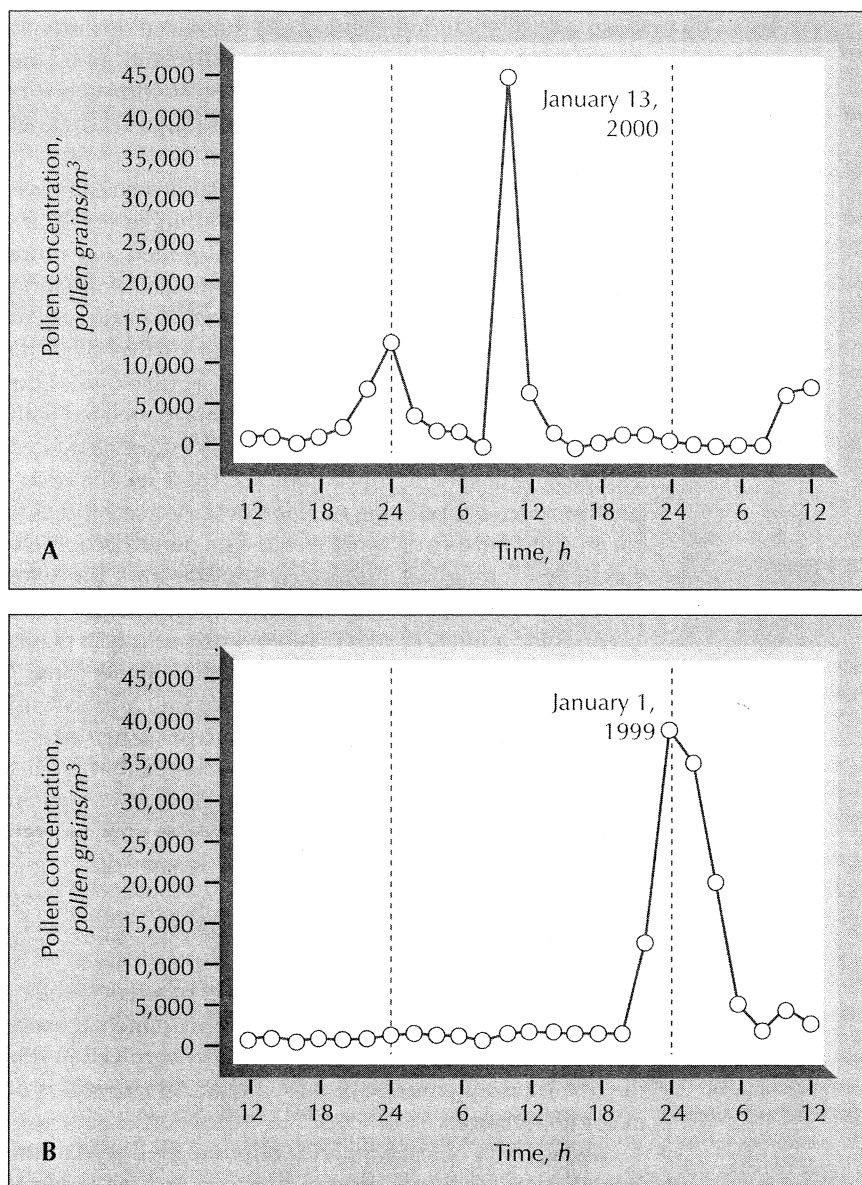 Pollen concentration,
pollen grains/m³
45,000
40,000
35,000
30,000
25,000
20,000
15,000
10,000
5,000
0
January 13,
2000
12 18 24 6 12 18 24 6 12
Time, h
A
Pollen concentration,
pollen grains/m³
45,000
40,000
35,000
30,000
25,000
20,000
15,000
10,000
5,000
0
January 1,
1999
12 18 24 6 12 18 24 6 12
Time, h
B